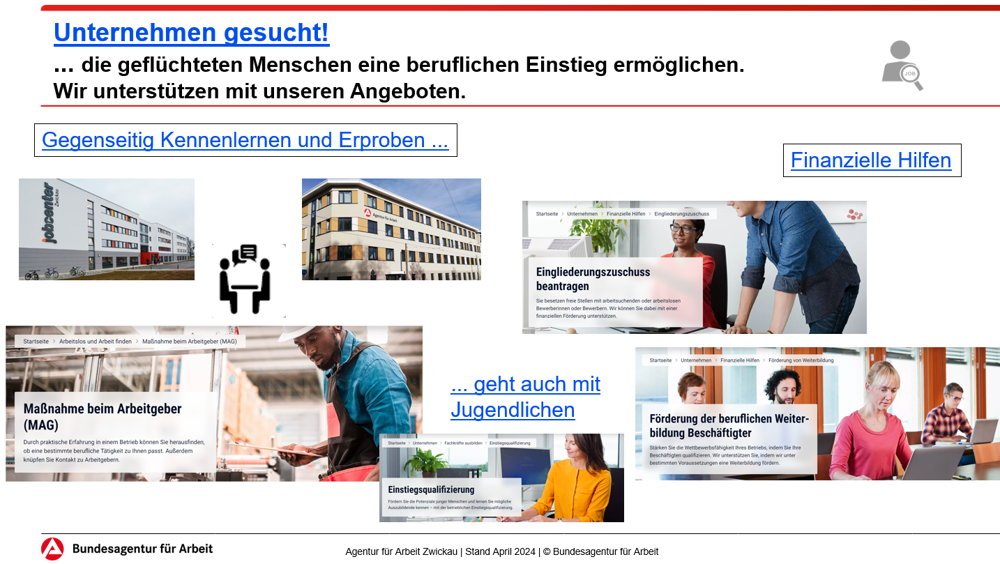 Unternehmen gesucht!
... die geflüchteten Menschen eine beruflichen Einstieg ermöglichen.
Wir unterstützen mit unseren Angeboten.
JOB
Gegenseitig Kennenlernen und Erproben ...
Finanzielle Hilfen
jobcenter
Zwickau
Agentur für Arbeit
Startseite > Unternehmen > Finanzielle Hilfen > Eingliederungszuschuss
Eingliederungszuschuss
beantragen
Sie besetzen freie Stellen mit arbeitsuchenden oder arbeitslosen
Bewerberinnen oder Bewerbern. Wir können Sie dabei mit einer
finanziellen Förderung unterstützen.
Startseite > Arbeitslos und Arbeit finden > Maßnahme beim Arbeitgeber (MAG)
Maßnahme beim Arbeitgeber
(MAG)
Durch praktische Erfahrung in einem Betrieb können Sie herausfinden,
ob eine bestimmte berufliche Tätigkeit zu Ihnen passt. Außerdem
knüpfen Sie Kontakt zu Arbeitgebern.
... geht auch mit
Jugendlichen
Startseite > Unternehmen > Fachkräfte ausbilden > Einstiegsqualifizierung
Einstiegsqualifizierung
Fördern Sie die Potenziale junger Menschen und lernen Sie mögliche
Auszubildende kennen – mit der betrieblichen Einstiegsqualifizierung.
Startseite > Unternehmen > Finanzielle Hilfen > Förderung von Weiterbildung
Förderung der beruflichen Weiter-
bildung Beschäftigter
Stärken Sie die Wettbewerbsfähigkeit Ihres Betriebs, indem Sie Ihre
Beschäftigten qualifizieren. Wir unterstützen Sie, indem wir unter
bestimmten Voraussetzungen eine Weiterbildung fördern.
Bundesagentur für Arbeit
Agentur für Arbeit Zwickau | Stand April 2024 | © Bundesagentur für Arbeit